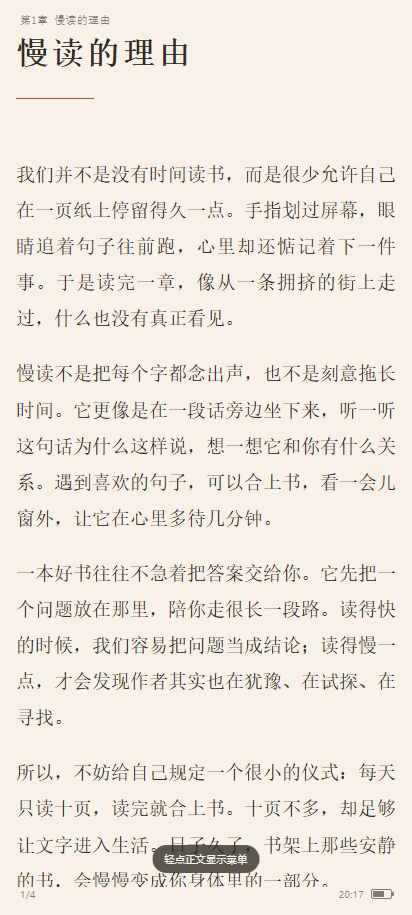 第1章 慢读的理由
慢读的理由
我们并不是没有时间读书，而是很少允许自己
在一页纸上停留得久一点。手指划过屏幕，眼
睛追着句子往前跑，心里却还惦记着下一件
事。于是读完一章，像从一条拥挤的街上走
过，什么也没有真正看见。
慢读不是把每个字都念出声，也不是刻意拖长
时间。它更像是在一段话旁边坐下来，听一听
这句话为什么这样说，想一想它和你有什么关
系。遇到喜欢的句子，可以合上书，看一会儿
窗外，让它在心里多待几分钟。
一本好书往往不急着把答案交给你。它先把一
个问题放在那里，陪你走很长一段路。读得快
的时候，我们容易把问题当成结论；读得慢一
点，才会发现作者其实也在犹豫、在试探、在
寻找。
所以，不妨给自己规定一个很小的仪式：每天
只读十页，读完就合上书。十页不多，却足够
让文字进入生活。日子久了，书架上那些安静
的书，会慢慢变成你身体里的一部分。
轻点正文显示菜单
1/4
20:17